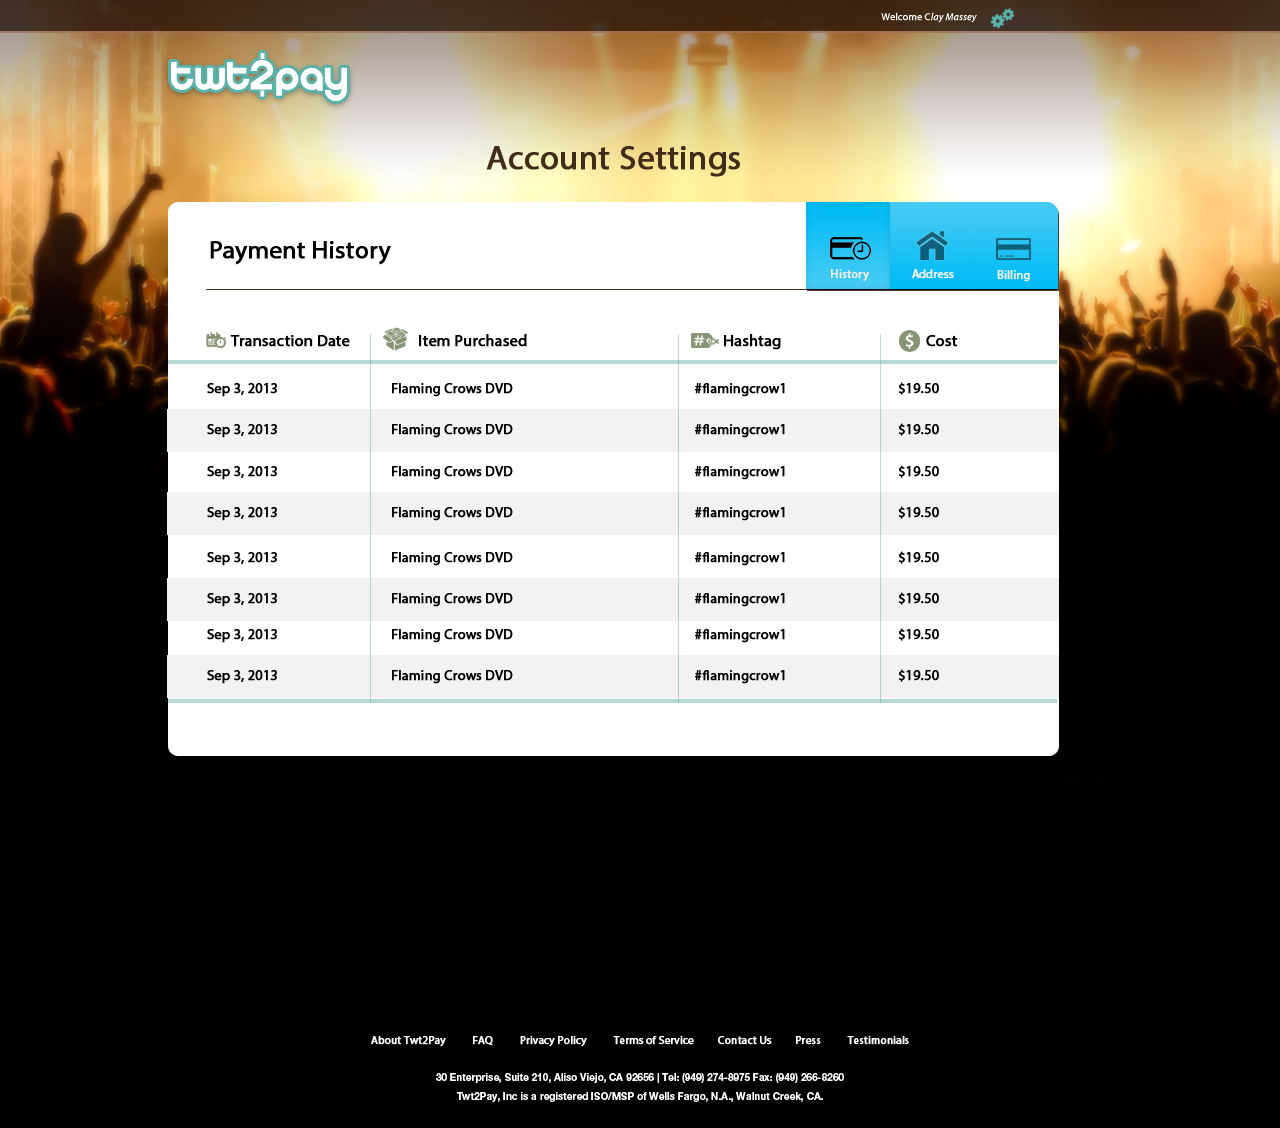 Welcome Clay Massey
twt2pay
Account Settings
Payment History
History Address Billing
Transaction Date Item Purchased # Hashtag $ Cost
Sep 3, 2013 Flaming Crows DVD #flamingcrow1 $19.50
Sep 3, 2013 Flaming Crows DVD #flamingcrow1 $19.50
Sep 3, 2013 Flaming Crows DVD #flamingcrow1 $19.50
Sep 3, 2013 Flaming Crows DVD #flamingcrow1 $19.50
Sep 3, 2013 Flaming Crows DVD #flamingcrow1 $19.50
Sep 3, 2013 Flaming Crows DVD #flamingcrow1 $19.50
Sep 3, 2013 Flaming Crows DVD #flamingcrow1 $19.50
Sep 3, 2013 Flaming Crows DVD #flamingcrow1 $19.50
About Twt2Pay FAQ Privacy Policy Terms of Service Contact Us Press Testimonials
30 Enterprise, Suite 210, Aliso Viejo, CA 92656 | Tel: (949) 274-8975 Fax: (949) 266-8260
Twt2Pay, Inc is a registered ISO/MSP of Wells Fargo, N.A., Walnut Creek, CA.